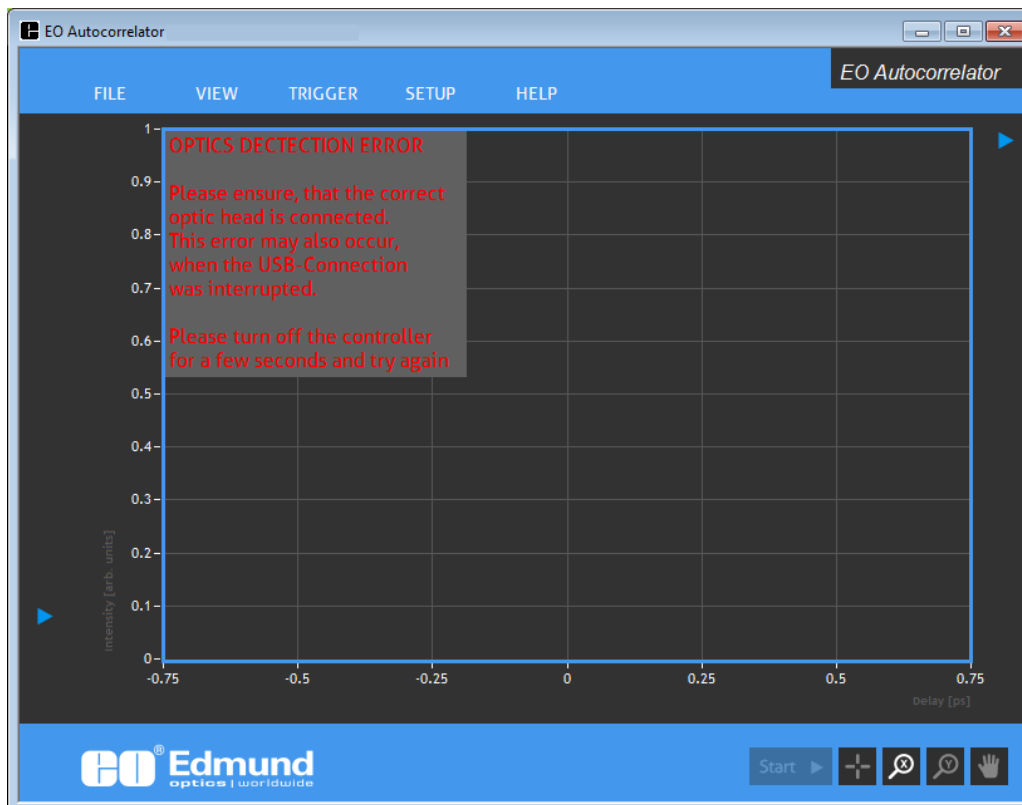 EO Autocorrelator
EO Autocorrelator
FILE VIEW TRIGGER SETUP HELP
OPTICS DECTECTION ERROR
Please ensure, that the correct
optic head is connected.
This error may also occur,
when the USB-Connection
was interrupted.
Please turn off the controller
for a few seconds and try again
1
0.9
0.8
0.7
0.6
0.5
0.4
0.3
0.2
0.1
0
Intensity [arb. units]
-0.75 -0.5 -0.25 0 0.25 0.5 0.75
Delay [ps]
eo® Edmund
optics | worldwide
Start
X
Y